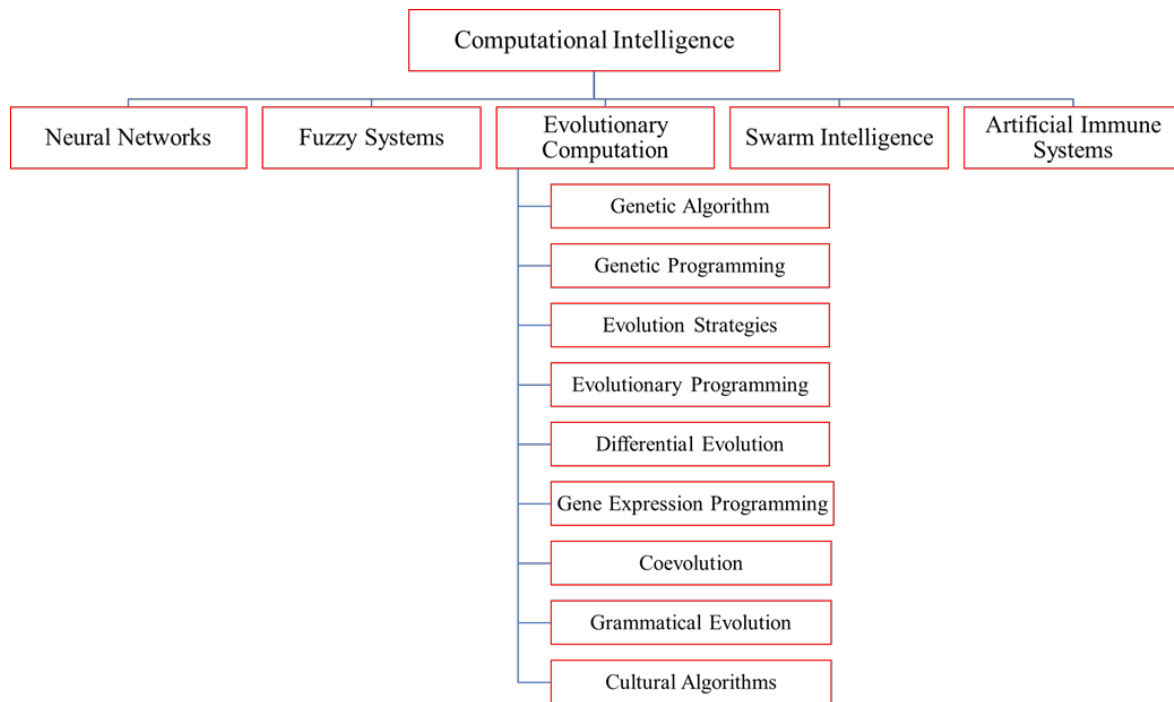 Computational Intelligence
Neural Networks
Fuzzy Systems
Evolutionary
Computation
Swarm Intelligence
Artificial Immune
Systems
Genetic Algorithm
Genetic Programming
Evolution Strategies
Evolutionary Programming
Differential Evolution
Gene Expression Programming
Coevolution
Grammatical Evolution
Cultural Algorithms